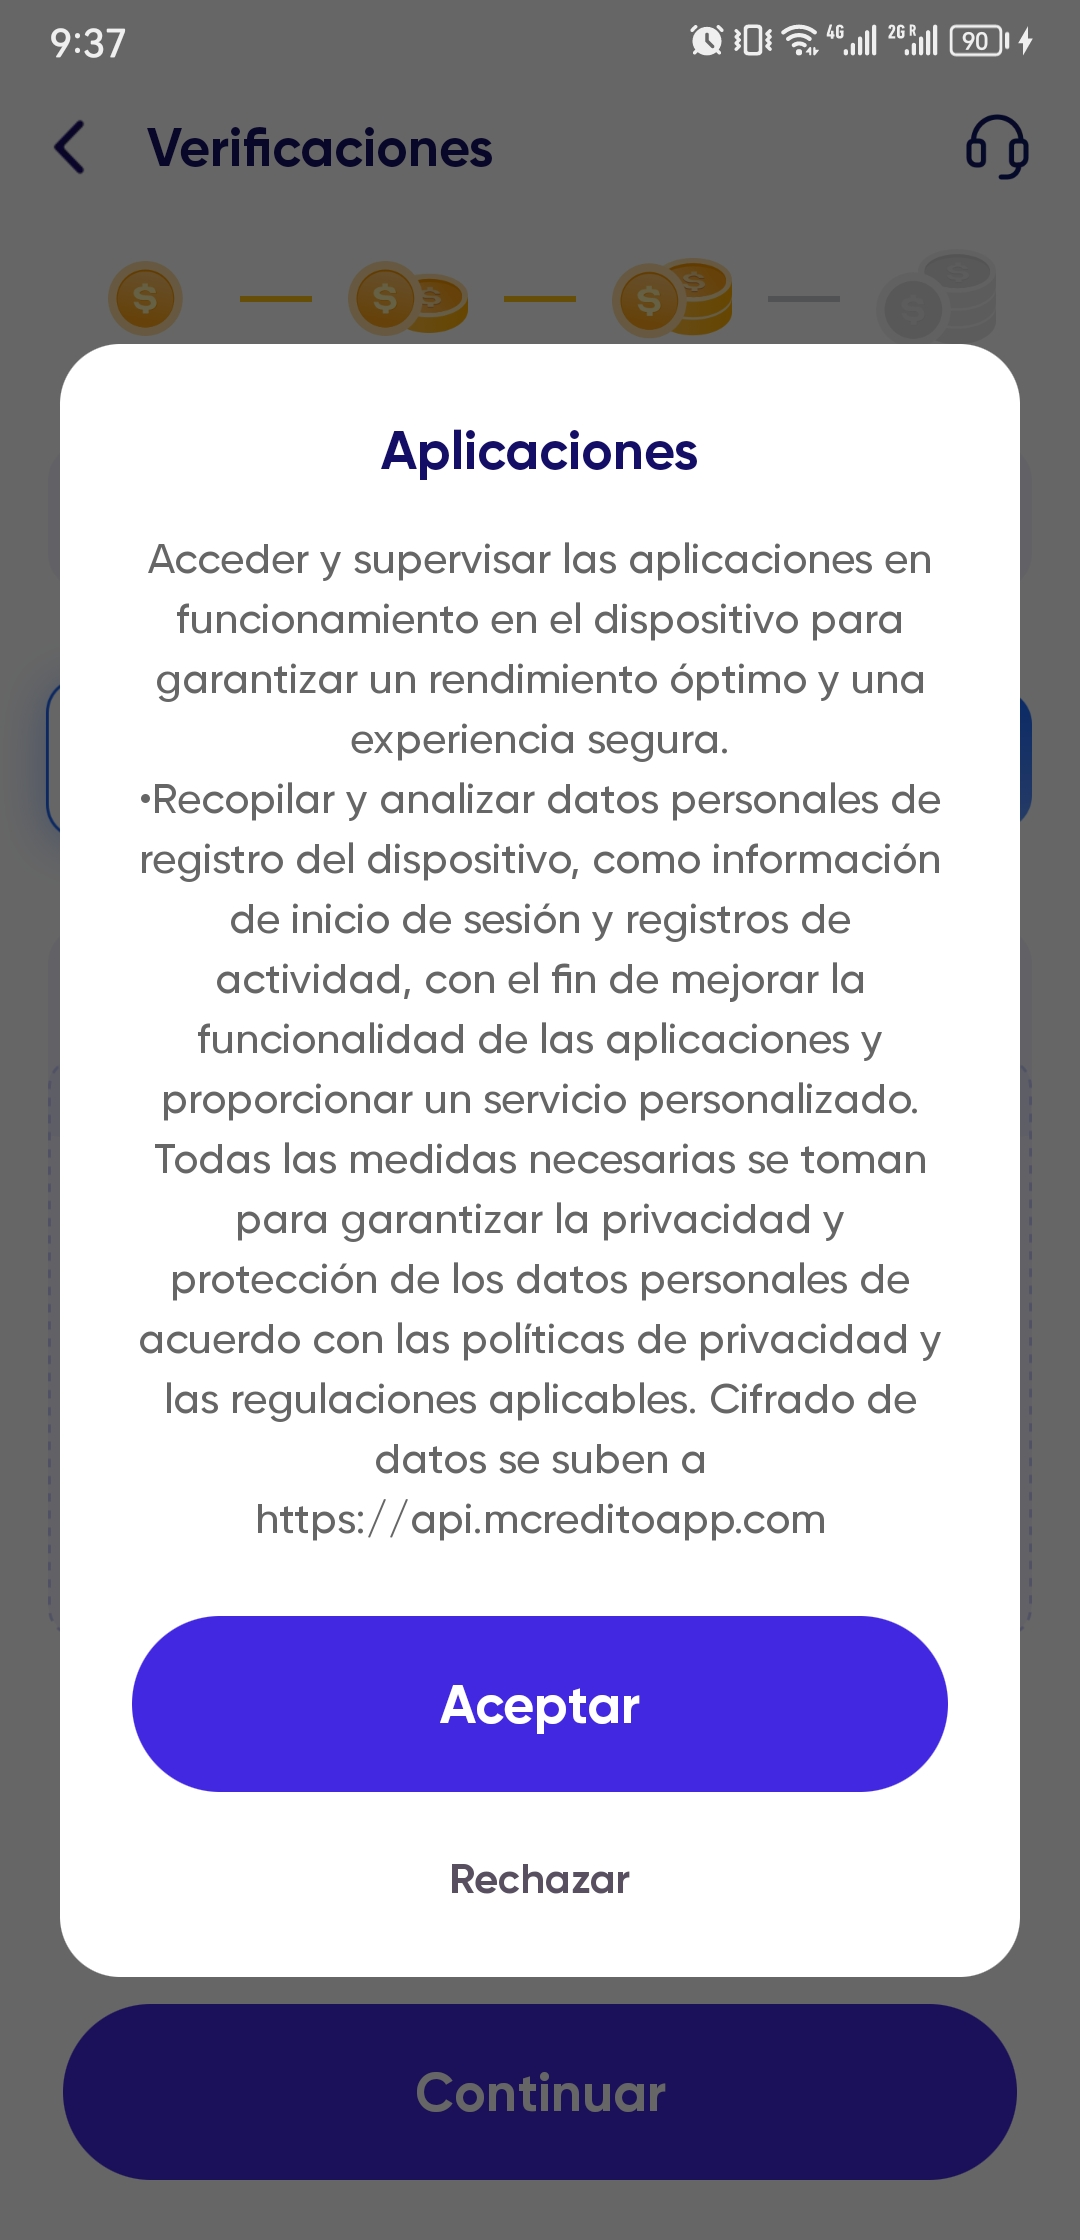 9:37
4G 2G R 90
Verificaciones
Aplicaciones
Acceder y supervisar las aplicaciones en
funcionamiento en el dispositivo para
garantizar un rendimiento óptimo y una
experiencia segura.
•Recopilar y analizar datos personales de
registro del dispositivo, como información
de inicio de sesión y registros de
actividad, con el fin de mejorar la
funcionalidad de las aplicaciones y
proporcionar un servicio personalizado.
Todas las medidas necesarias se toman
para garantizar la privacidad y
protección de los datos personales de
acuerdo con las políticas de privacidad y
las regulaciones aplicables. Cifrado de
datos se suben a
https://api.mcreditoapp.com
Aceptar
Rechazar
Continuar